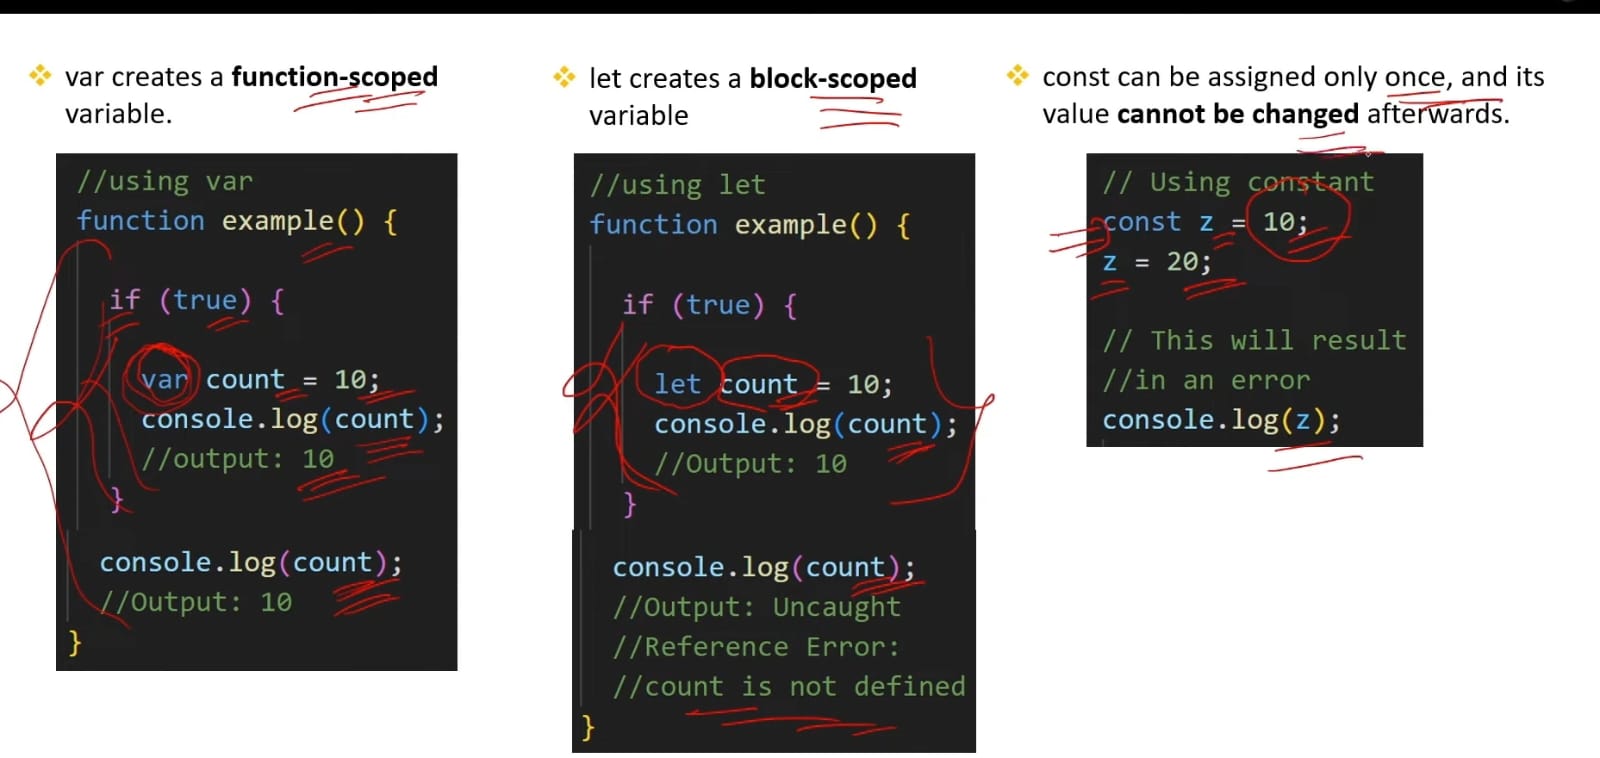 ❖ var creates a function-scoped
variable.
//using var
function example() {
if (true) {
var count = 10;
console.log(count);
//output: 10
}
console.log(count);
//Output: 10
}
❖ let creates a block-scoped
variable
//using let
function example() {
if (true) {
let count = 10;
console.log(count);
//Output: 10
}
console.log(count);
//Output: Uncaught
//Reference Error:
//count is not defined
}
❖ const can be assigned only once, and its
value cannot be changed afterwards.
// Using constant
const z = 10;
z = 20;
// This will result
//in an error
console.log(z);